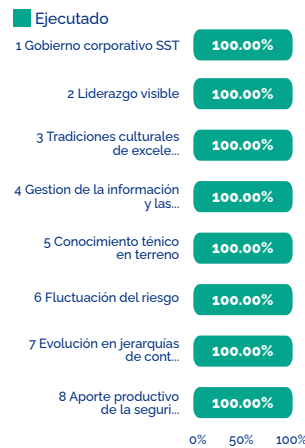 Ejecutado
1 Gobierno corporativo SST
100.00%
2 Liderazgo visible
100.00%
3 Tradiciones culturales
de excele...
100.00%
4 Gestion de la información
y las...
100.00%
5 Conocimiento ténico
en terreno
100.00%
6 Fluctuación del riesgo
100.00%
7 Evolución en jerarquías
de cont...
100.00%
8 Aporte productivo
de la seguri...
100.00%
0% 50% 100%